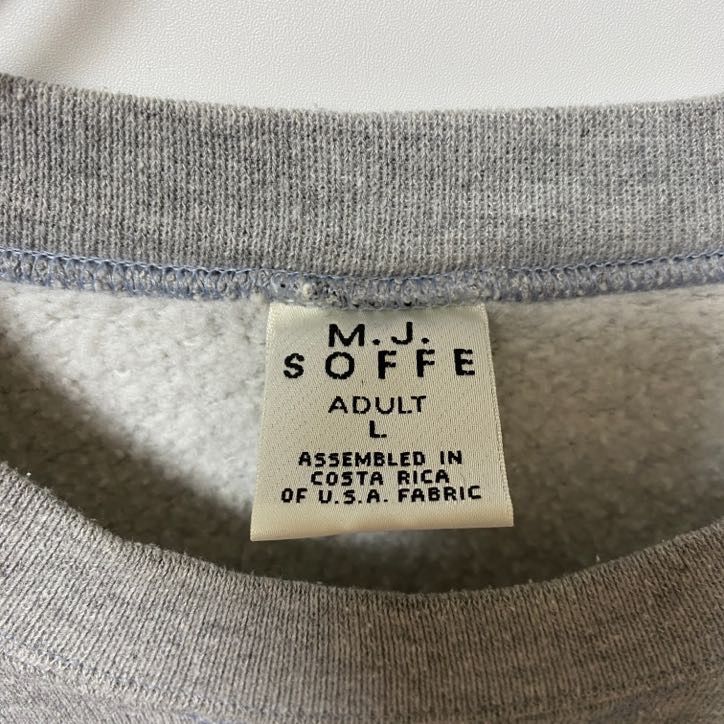 M.J.
SOFFE
ADULT
L
ASSEMBLED IN
COSTA RICA
OF U.S.A. FABRIC